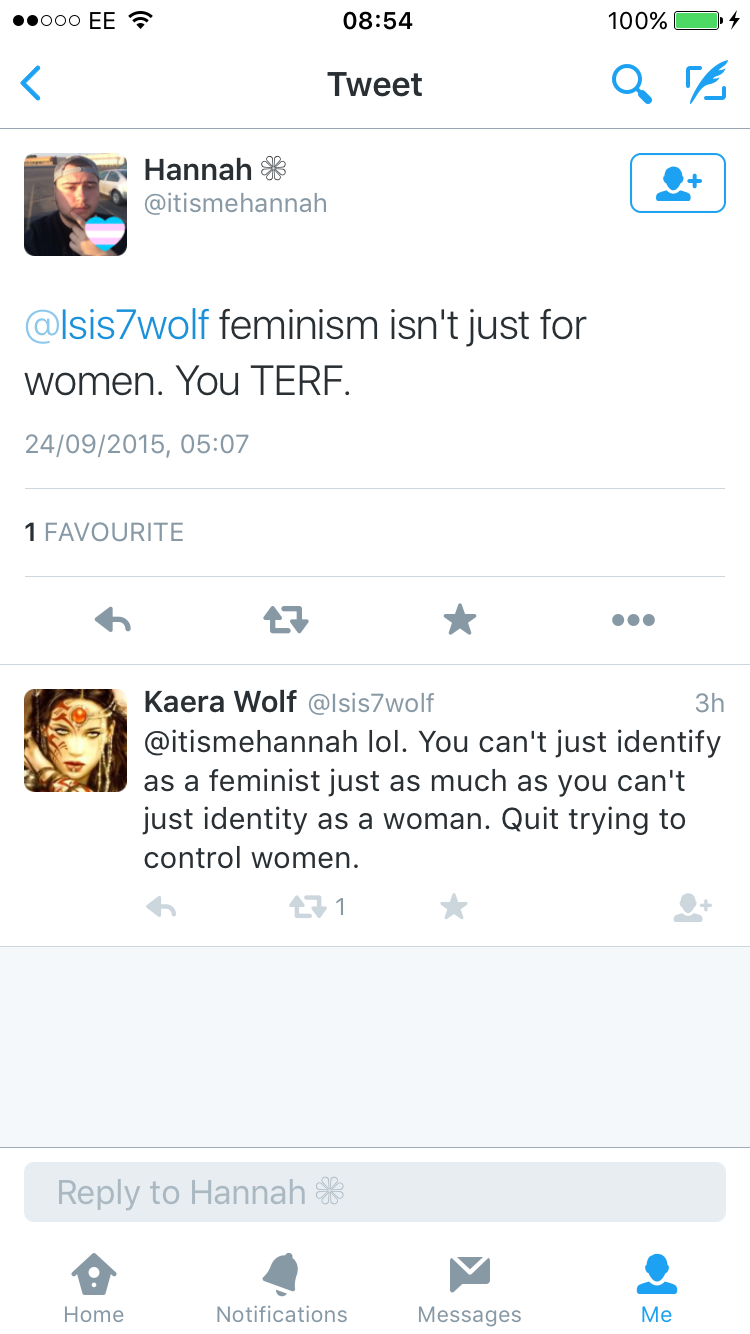 EE 08:54 100%
Tweet
Hannah
@itismehannah
@Isis7wolf feminism isn't just for
women. You TERF.
24/09/2015, 05:07
1 FAVOURITE
Kaera Wolf @Isis7wolf 3h
@itismehannah lol. You can't just identify
as a feminist just as much as you can't
just identity as a woman. Quit trying to
control women.
1
Reply to Hannah
Home Notifications Messages Me